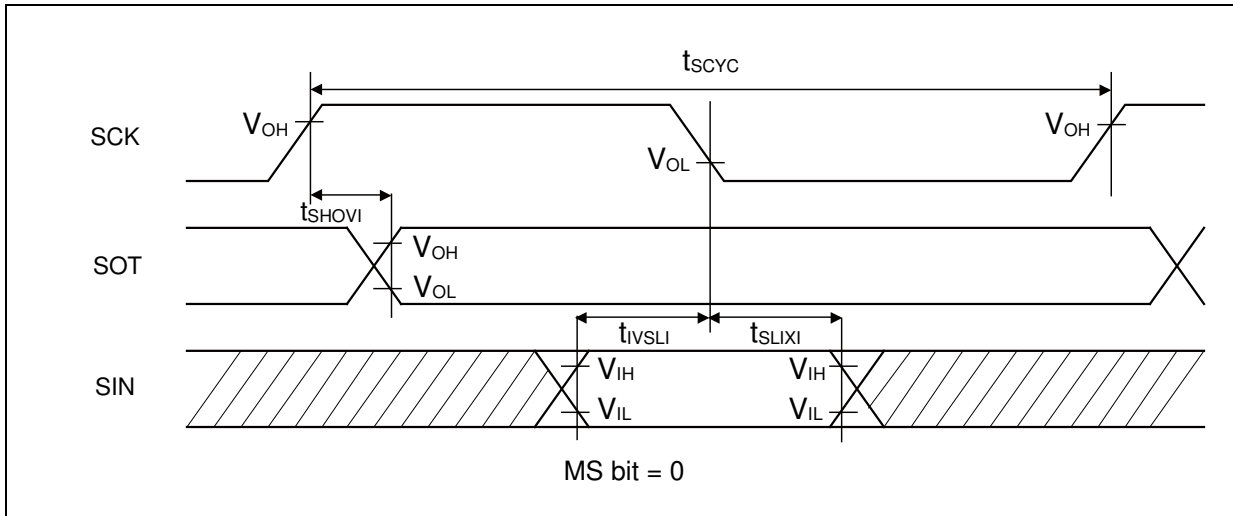 tSCYC
SCK
VOH
VOL
VOH
tSHOVI
SOT
VOH
VOL
tIVSLI
tSLIXI
SIN
VIH
VIL
VIH
VIL
MS bit = 0